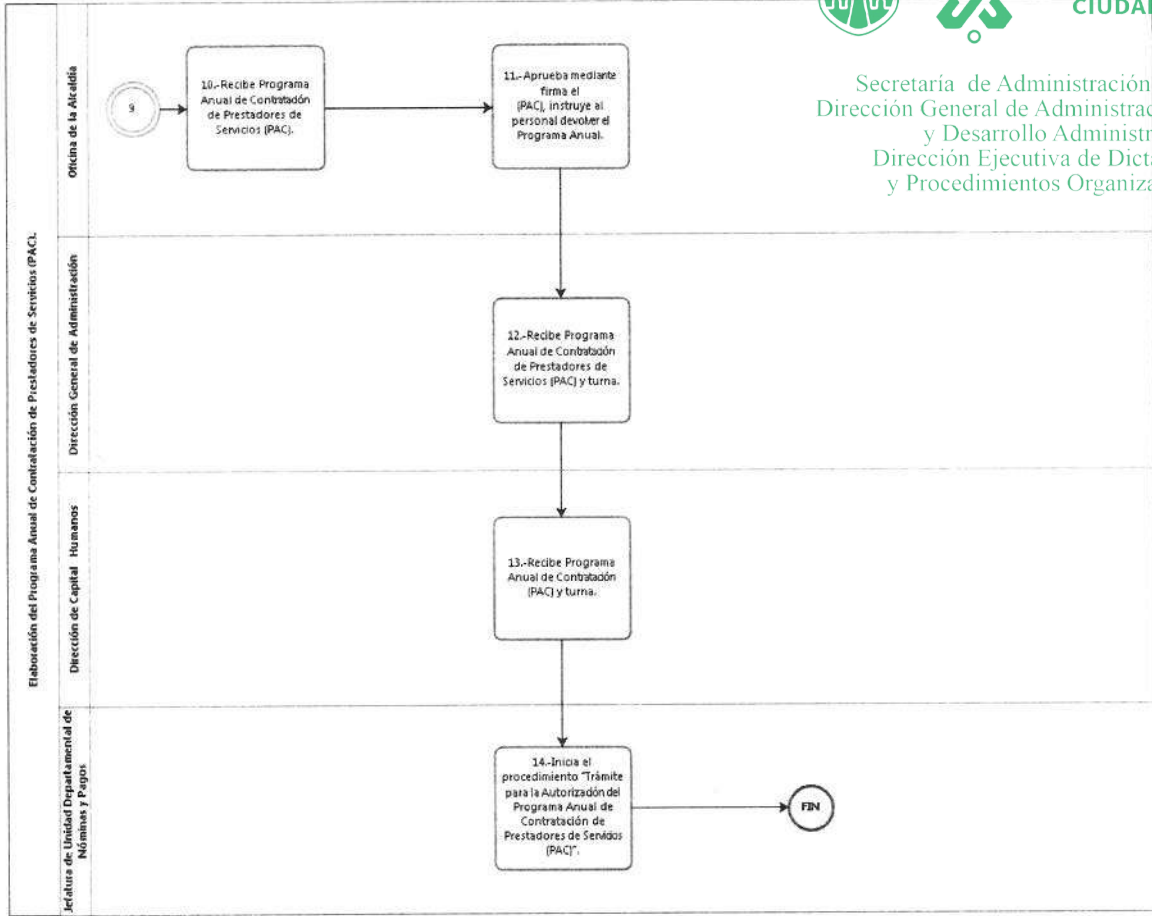 CIUDAD
Secretaría de Administración
Dirección General de Administrac
y Desarrollo Administr
Dirección Ejecutiva de Dicta
y Procedimientos Organiza
Elaboración del Programa Anual de Contratación de Prestadores de Servicios (PAC).
Oficina de la Alcaldía
9
10.-Recibe Programa
Anual de Contratación
de Prestadores de
Servicios (PAC).
11.-Aprueba mediante
firma el
(PAC), instruye al
personal devolver el
Programa Anual.
Dirección General de Administración
12.-Recibe Programa
Anual de Contratación
de Prestadores de
Servicios (PAC) y turna.
Dirección de Capital Humanos
13.-Recibe Programa
Anual de Contratación
(PAC) y turna.
Jefatura de Unidad Departamental de
Nóminas y Pagos
14.-Inicia el
procedimiento "Trámite
para la Autorización del
Programa Anual de
Contratación de
Prestadores de Servicios
(PAC)".
FIN